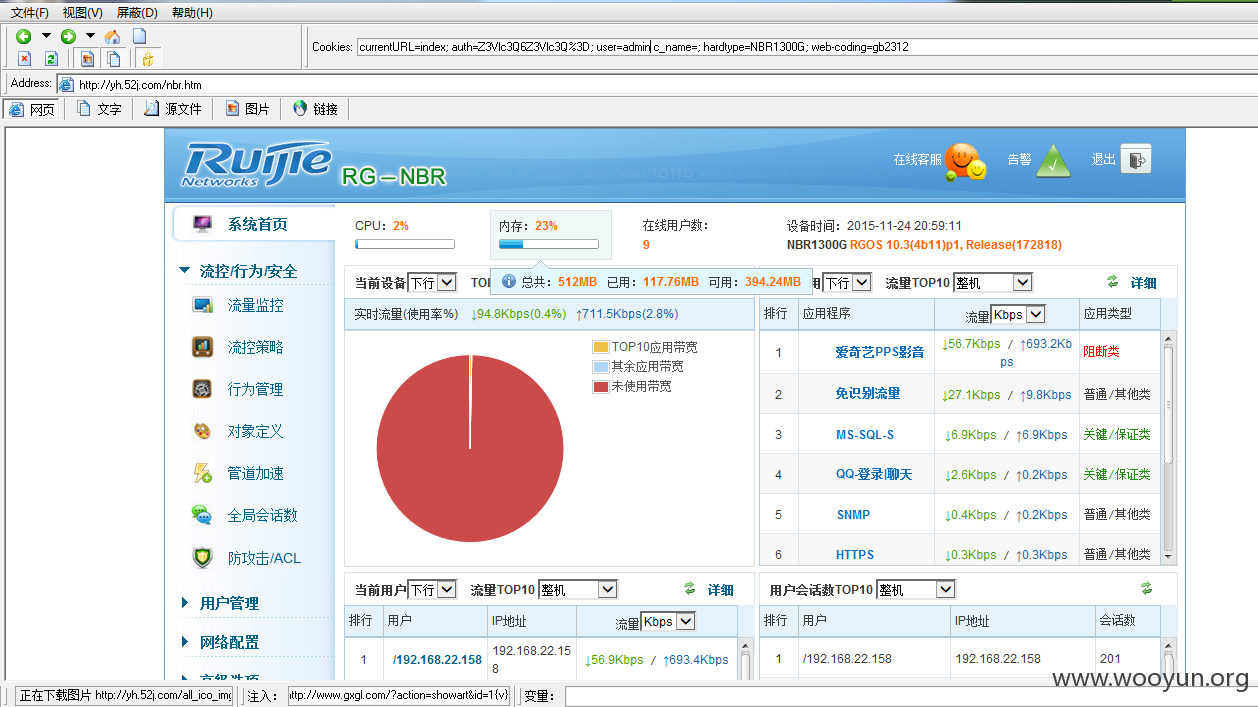 文件(F) 视图(V) 屏蔽(D) 帮助(H)
Cookies: currentURL=index; auth=Z3Vlc3Q6Z3Vlc3Q%3D; user=admin c_name=; hardtype=NBR1300G; web-coding=gb2312
Address: http://yh.52j.com/nbr.htm
网页 文字 源文件 图片 链接
Ruijie Networks RG-NBR
在线客服 告警 退出
系统首页
CPU: 2%
内存: 23%
在线用户数:
9
设备时间: 2015-11-24 20:59:11
NBR1300G RGOS 10.3(4b11)p1, Release(172818)
总共: 512MB 已用: 117.76MB 可用: 394.24MB
流控/行为/安全
流量监控
流控策略
行为管理
对象定义
管道加速
全局会话数
防攻击/ACL
用户管理
网络配置
高级选项
当前设备 下行
实时流量(使用率%) ↓94.8Kbps(0.4%) ↑711.5Kbps(2.8%)
TOP10应用带宽
其余应用带宽
未使用带宽
用 下行 流量TOP10 整机 详细
排行 应用程序 流量 Kbps 应用类型
1 爱奇艺PPS影音 ↓56.7Kbps / ↑693.2Kbps 阻断类
2 免识别流量 ↓27.1Kbps / ↑9.8Kbps 普通/其他类
3 MS-SQL-S ↓6.9Kbps / ↑6.9Kbps 关键/保证类
4 QQ-登录|聊天 ↓2.6Kbps / ↑0.2Kbps 关键/保证类
5 SNMP ↓0.4Kbps / ↑0.2Kbps 普通/其他类
6 HTTPS ↓0.3Kbps / ↑0.3Kbps 普通/其他类
当前用户 下行 流量TOP10 整机 详细
排行 用户 IP地址 流量 Kbps
1 /192.168.22.158 192.168.22.158 ↓56.9Kbps / ↑693.4Kbps
用户会话数TOP10 整机
排行 用户 IP地址 会话数
1 /192.168.22.158 192.168.22.158 201
www.wooyun.org
正在下载图片 http://yh.52j.com/all_ico_img 注入: http://www.gxgl.com/?action=showart&id=1{v} 变量: